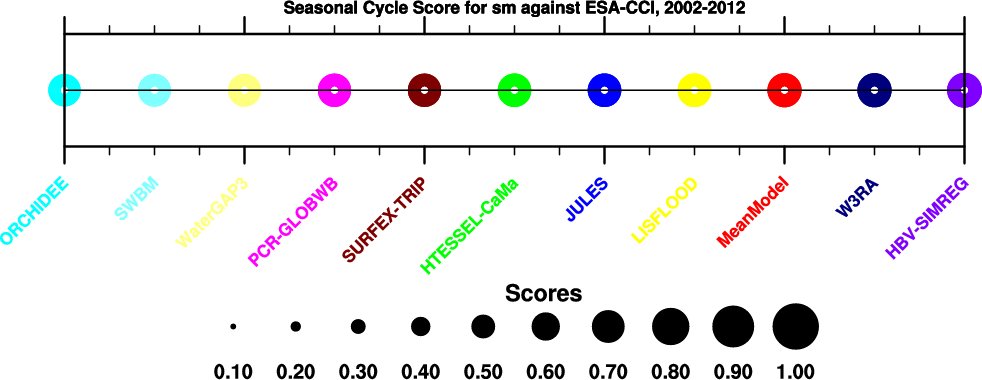 Seasonal Cycle Score for sm against ESA-CCI, 2002-2012
ORCHIDEE
SWBM
WaterGAP3
PCR-GLOBWB
SURFEX-TRIP
HTESSEL-CaMa
JULES
LISFLOOD
MeanModel
W3RA
HBV-SIMREG
Scores
0.10 0.20 0.30 0.40 0.50 0.60 0.70 0.80 0.90 1.00